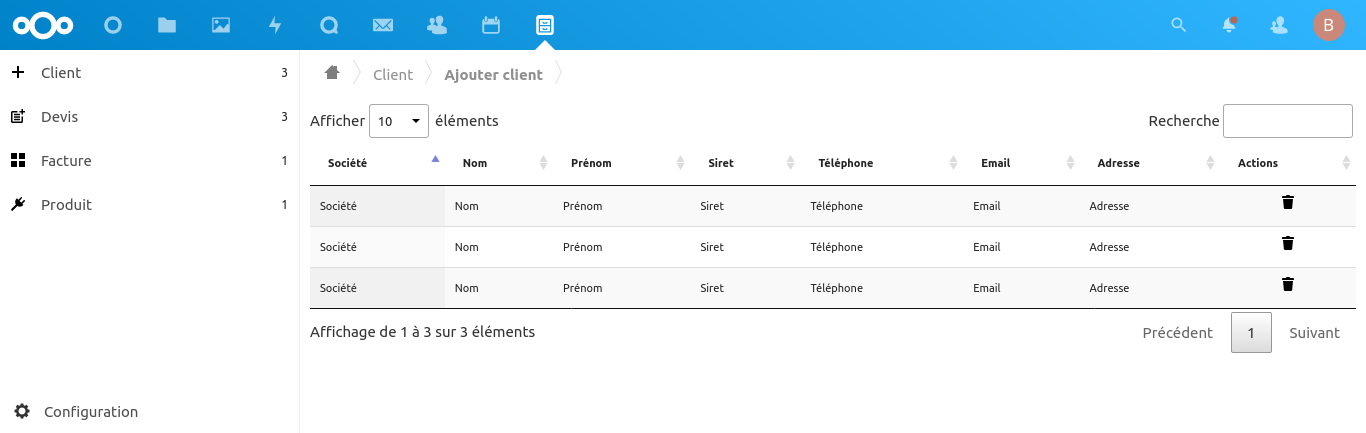 B
Client 3
Devis 3
Facture 1
Produit 1
Configuration
Client Ajouter client
Afficher 10 éléments Recherche
Société Nom Prénom Siret Téléphone Email Adresse Actions
Société Nom Prénom Siret Téléphone Email Adresse
Société Nom Prénom Siret Téléphone Email Adresse
Société Nom Prénom Siret Téléphone Email Adresse
Affichage de 1 à 3 sur 3 éléments Précédent 1 Suivant